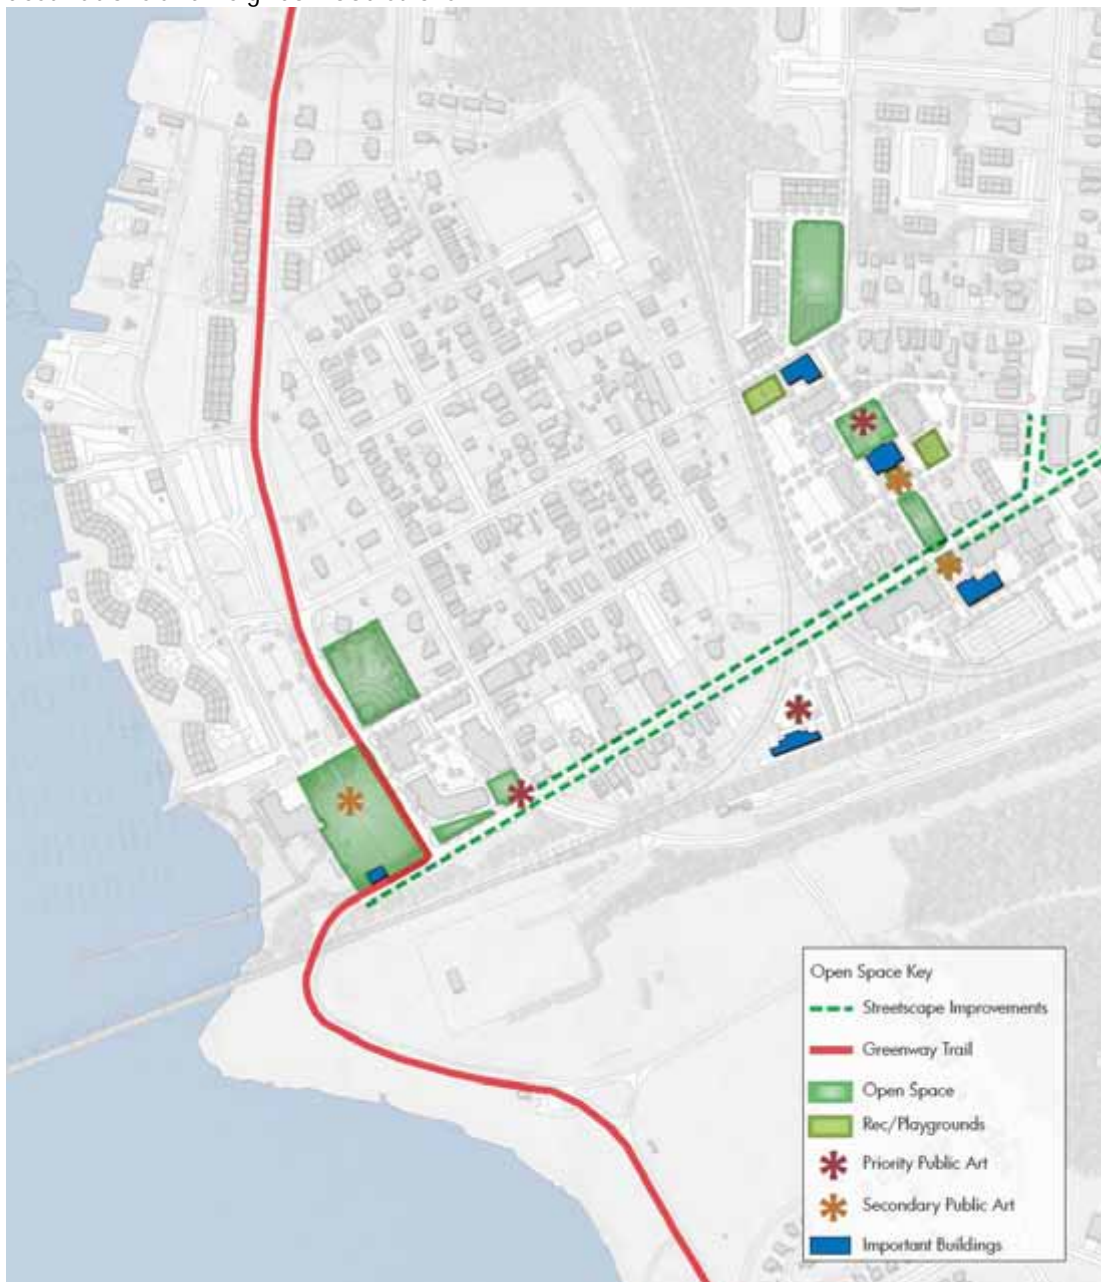 Open Space Key
Streetscape Improvements
Greenway Trail
Open Space
Rec/Playgrounds
Priority Public Art
Secondary Public Art
Important Buildings